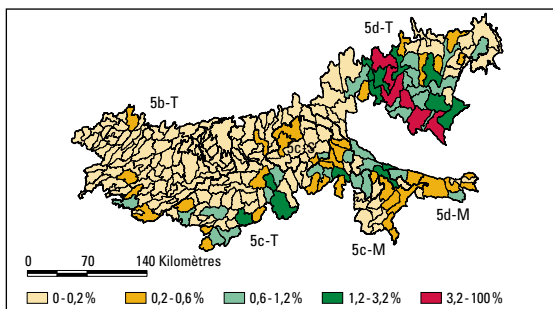 5d-T
5b-T
5d-M
5c-M
5c-T
0 70 140 Kilomètres
0-0,2% 0,2-0,6% 0,6-1,2% 1,2-3,2% 3,2-100%